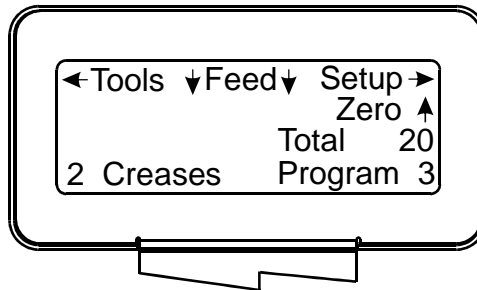 ←Tools ↓Feed↓ Setup→
Zero ↑
Total 20
2 Creases Program 3